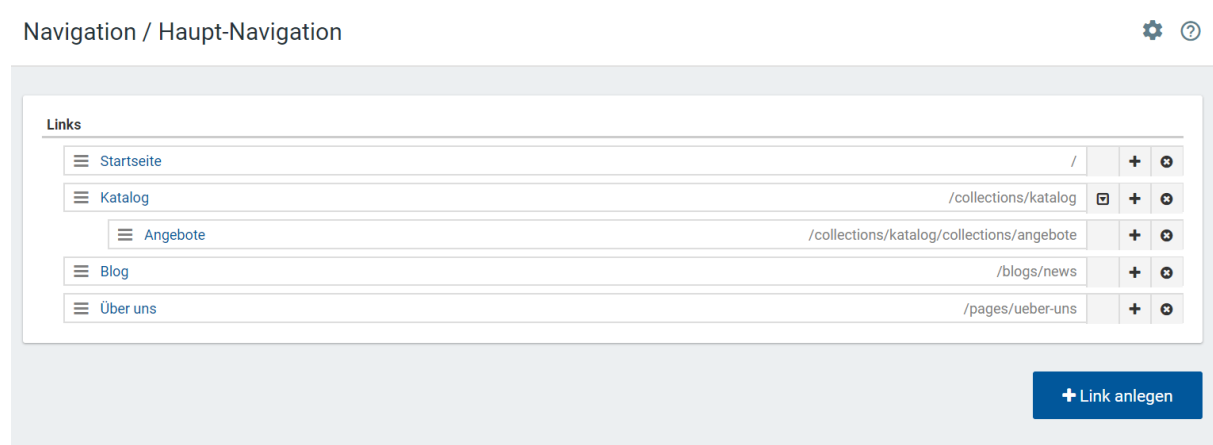 Navigation / Haupt-Navigation
Links
Startseite /
Katalog /collections/katalog
Angebote /collections/katalog/collections/angebote
Blog /blogs/news
Über uns /pages/ueber-uns
+ Link anlegen